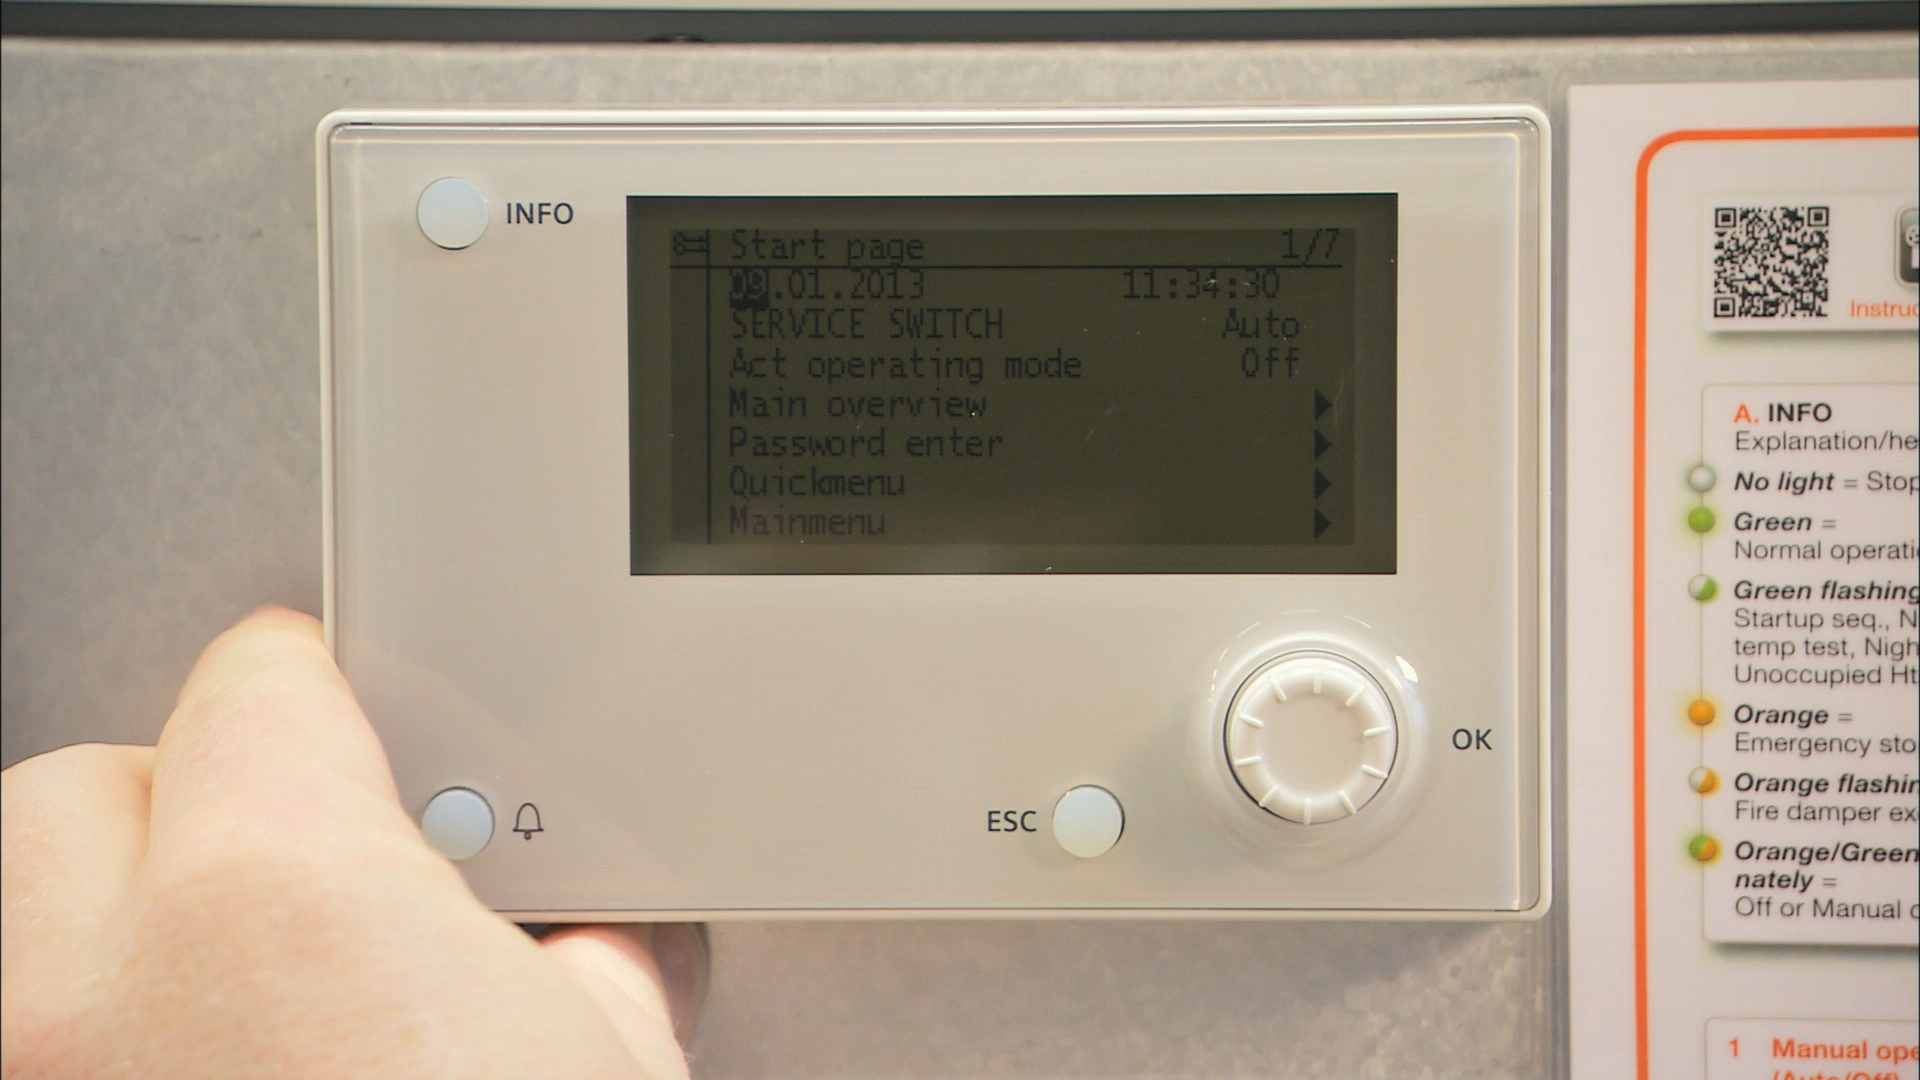 INFO
Start page 1/7
09.01.2013 11:34:30
SERVICE SWITCH Auto
Act operating mode Off
Main overview
Password enter
Quickmenu
Mainmenu
OK
ESC
A. INFO
Explanation/he
No light = Stop
Green =
Normal operati
Green flashing
Startup seq., N
temp test, Nigh
Unoccupied Ht
Orange =
Emergency sto
Orange flashin
Fire damper ex
Orange/Green
nately =
Off or Manual o
Instruc
1 Manual ope
(Auto/Off)